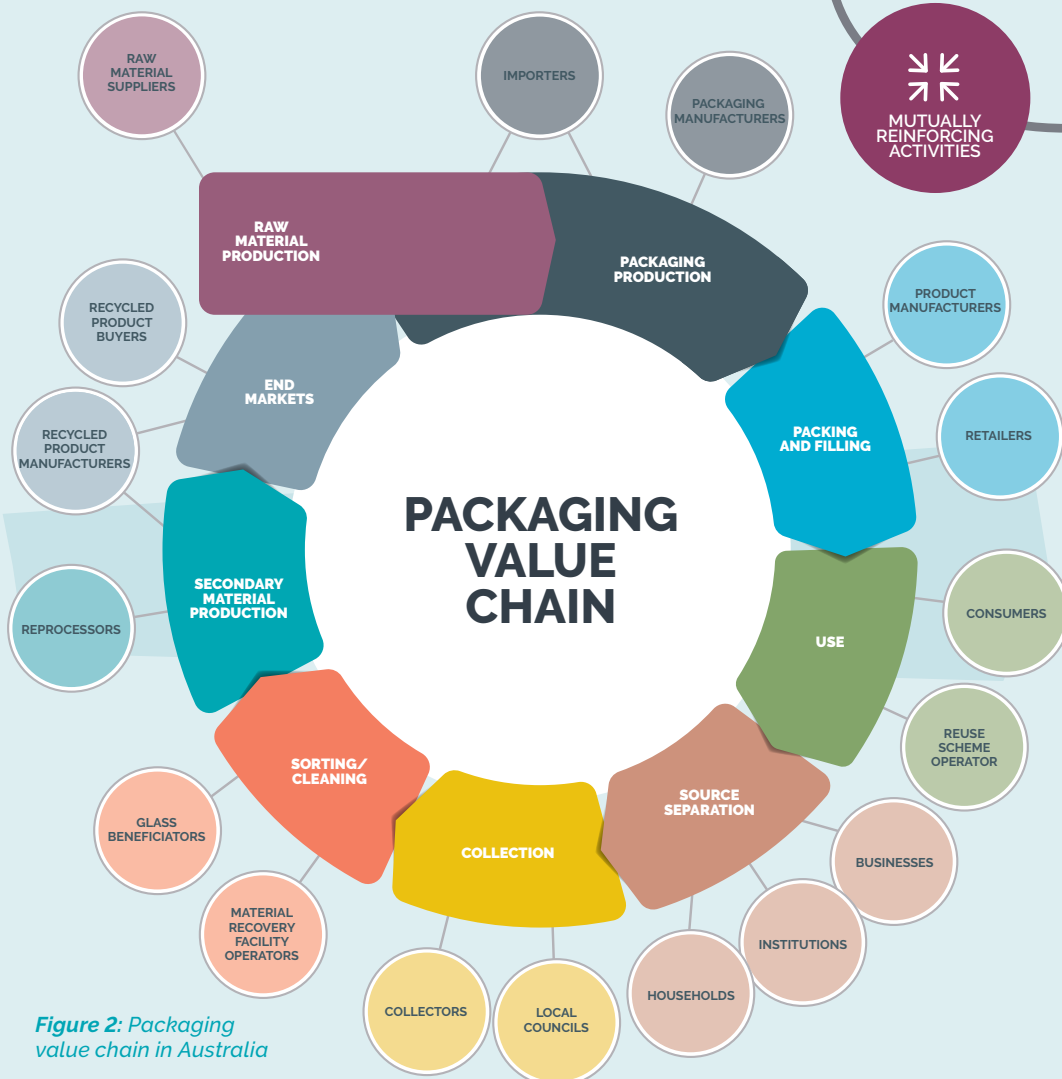 RAW
MATERIAL
SUPPLIERS
IMPORTERS
PACKAGING
MANUFACTURERS
MUTUALLY
REINFORCING
ACTIVITIES
RAW
MATERIAL
PRODUCTION
PACKAGING
PRODUCTION
PRODUCT
MANUFACTURERS
RECYCLED
PRODUCT
BUYERS
END
MARKETS
PACKING
AND FILLING
RETAILERS
RECYCLED
PRODUCT
MANUFACTURERS
PACKAGING
VALUE
CHAIN
SECONDARY
MATERIAL
PRODUCTION
REPROCESSORS
USE
CONSUMERS
REUSE
SCHEME
OPERATOR
SORTING/
CLEANING
SOURCE
SEPARATION
COLLECTION
GLASS
BENEFICIATORS
BUSINESSES
MATERIAL
RECOVERY
FACILITY
OPERATORS
INSTITUTIONS
HOUSEHOLDS
COLLECTORS
LOCAL
COUNCILS
Figure 2: Packaging
value chain in Australia